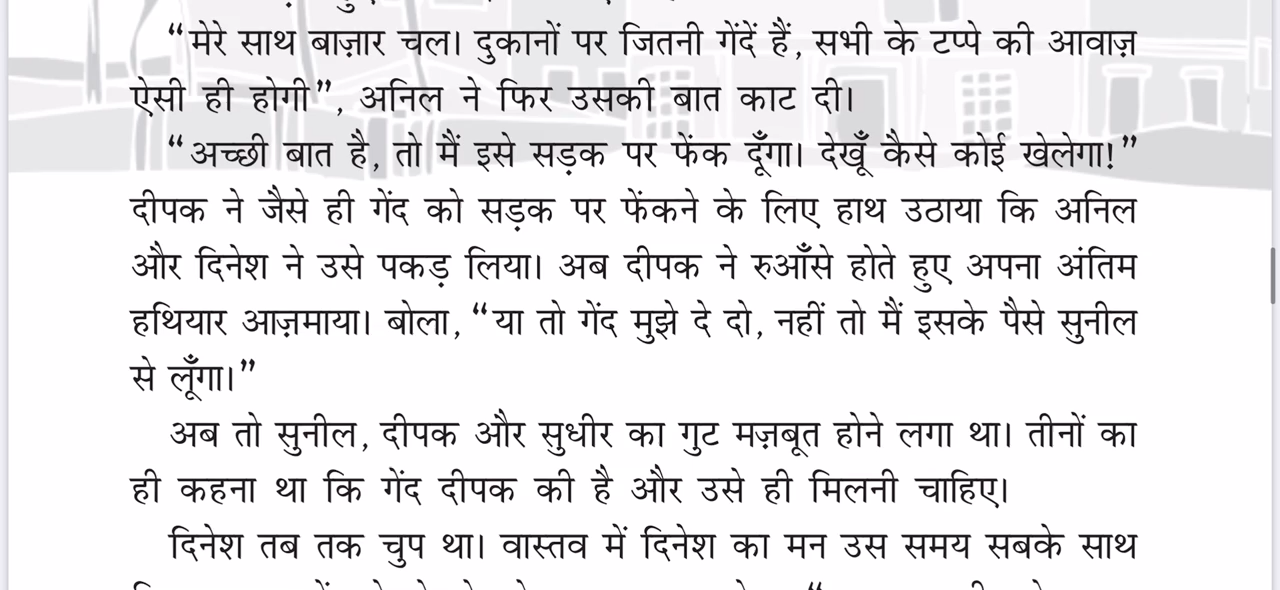 “मेरे साथ बाज़ार चल। दुकानों पर जितनी गेंदें हैं, सभी के टप्पे की आवाज़
ऐसी ही होगी”, अनिल ने फिर उसकी बात काट दी।
“अच्छी बात है, तो मैं इसे सड़क पर फेंक दूँगा। देखूँ कैसे कोई खेलेगा!”
दीपक ने जैसे ही गेंद को सड़क पर फेंकने के लिए हाथ उठाया कि अनिल
और दिनेश ने उसे पकड़ लिया। अब दीपक ने रुआँसे होते हुए अपना अंतिम
हथियार आज़माया। बोला, “या तो गेंद मुझे दे दो, नहीं तो मैं इसके पैसे सुनील
से लूँगा।”
अब तो सुनील, दीपक और सुधीर का गुट मज़बूत होने लगा था। तीनों का
ही कहना था कि गेंद दीपक की है और उसे ही मिलनी चाहिए।
दिनेश तब तक चुप था। वास्तव में दिनेश का मन उस समय सबके साथ